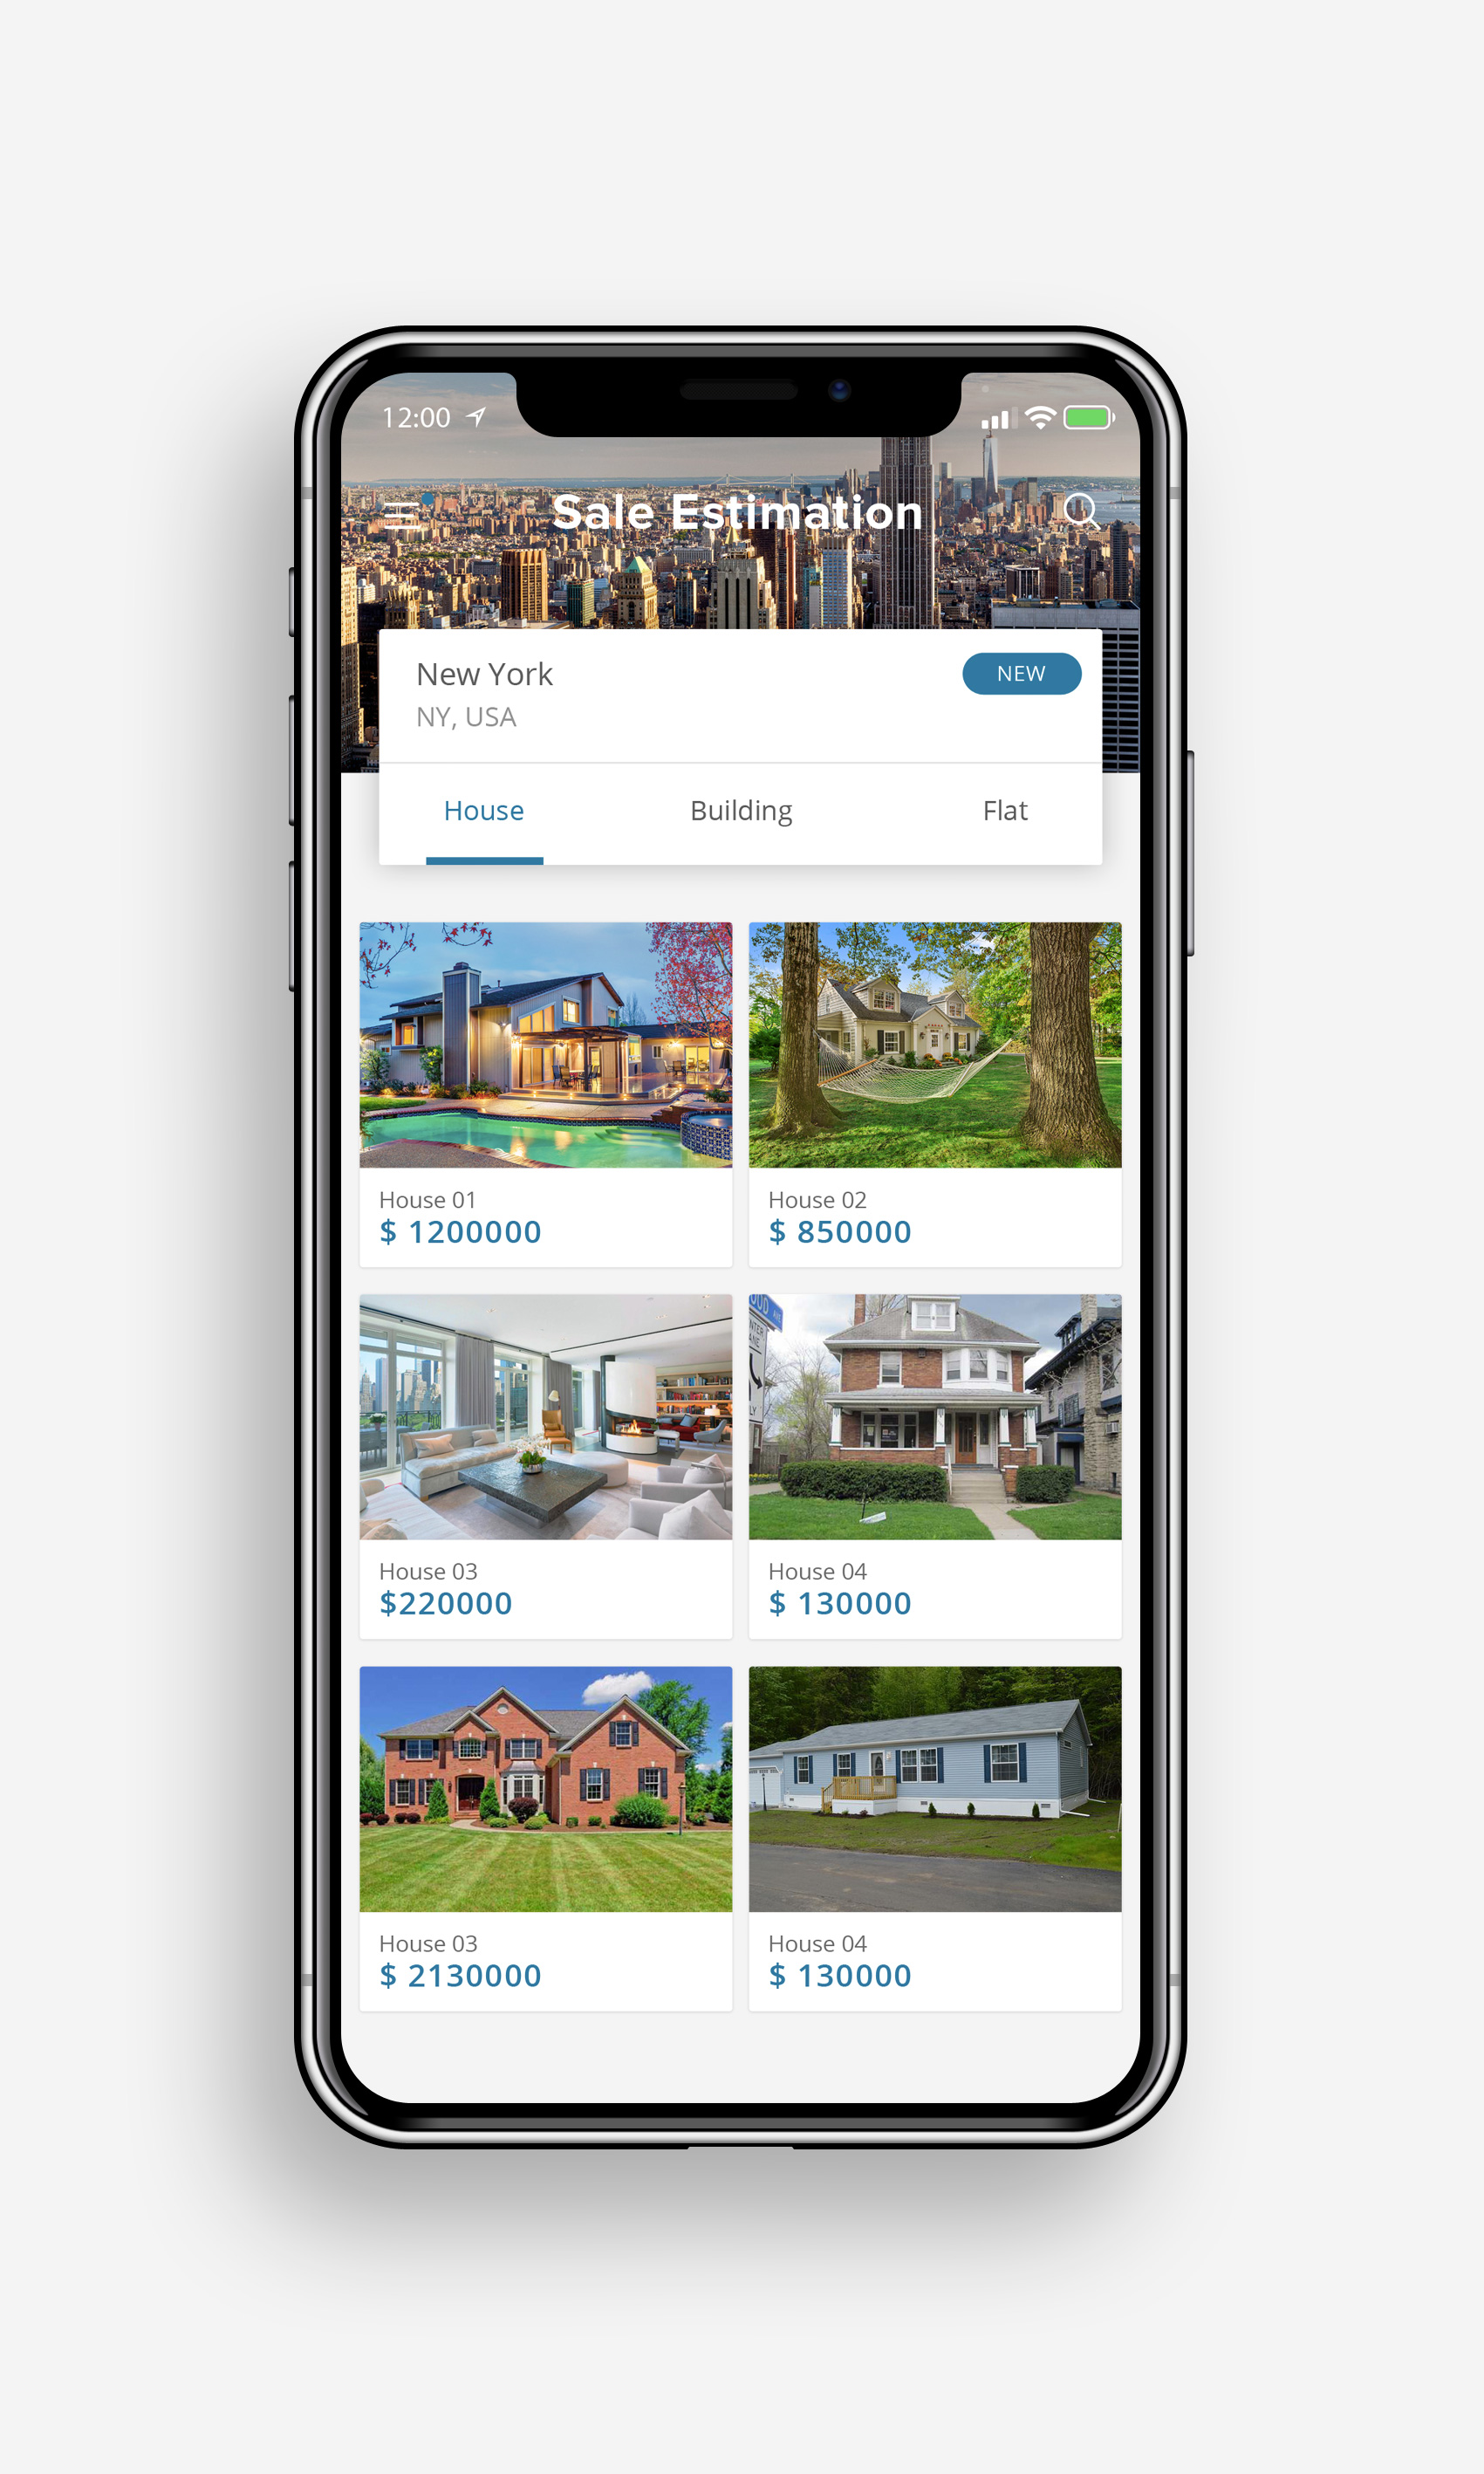 12:00
Sale Estimation
New York
NEW
NY, USA
House
Building
Flat
House 01
$ 1200000
House 02
$ 850000
House 03
$220000
House 04
$ 130000
House 03
$ 2130000
House 04
$ 130000